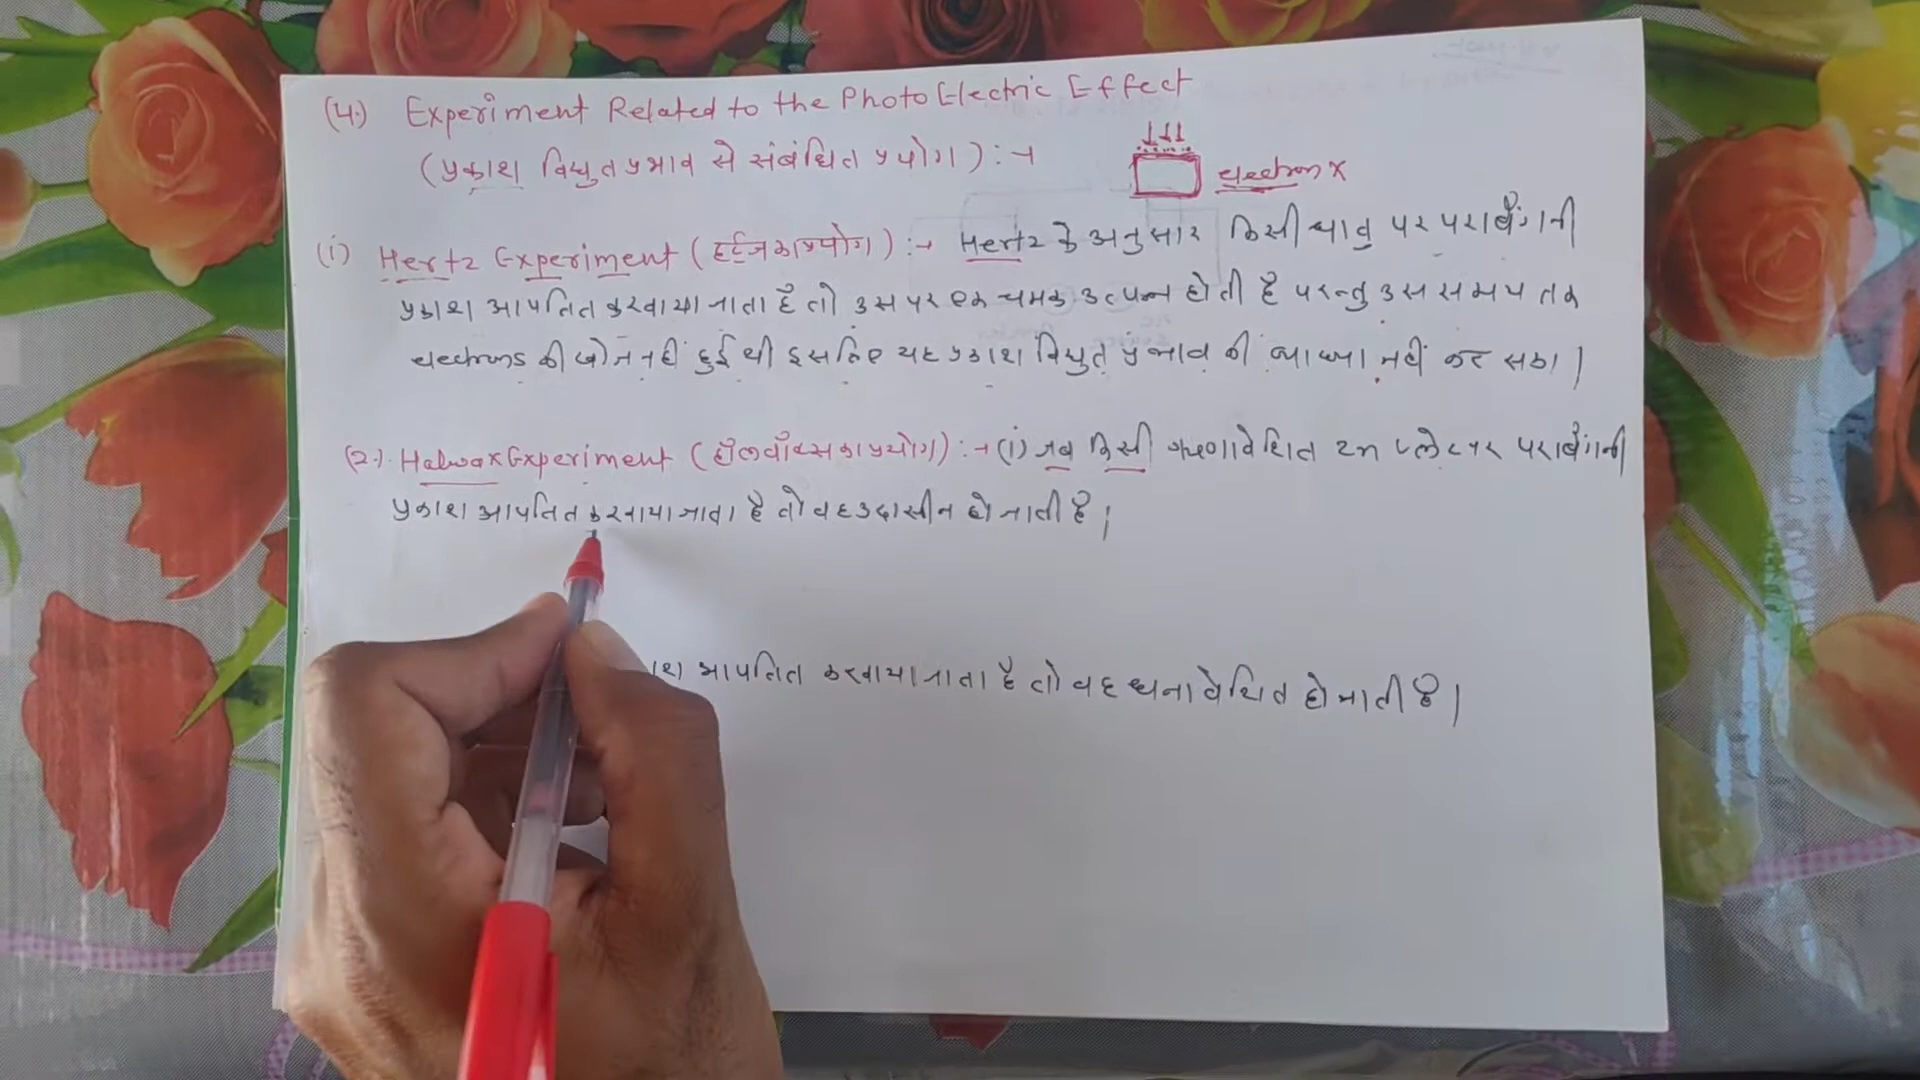 (4.) Experiment Related to the PhotoElectric Effect
(प्रकाश विद्युत प्रभाव से संबंधित प्रयोग) :→
electron x
(i) Hertz Experiment (हर्ट्ज का प्रयोग) :→ Hertz के अनुसार किसी धातु पर पराबैंगनी
प्रकाश आपतित करवाया जाता है तो उस पर एक चमक उत्पन्न होती है परन्तु उस समय तक
electrons की खोज नहीं हुई थी इसलिए यह प्रकाश विद्युत प्रभाव की व्याख्या नहीं कर सका।
(2.) Halwax Experiment (हॉलवॉक्स का प्रयोग) :→ (i) जब किसी ऋणावेशित Zn प्लेट पर पराबैंगनी
प्रकाश आपतित करवाया जाता है तो वह उदासीन हो जाती है।
आपतित करवाया जाता है तो वह धनावेशित हो जाती है।